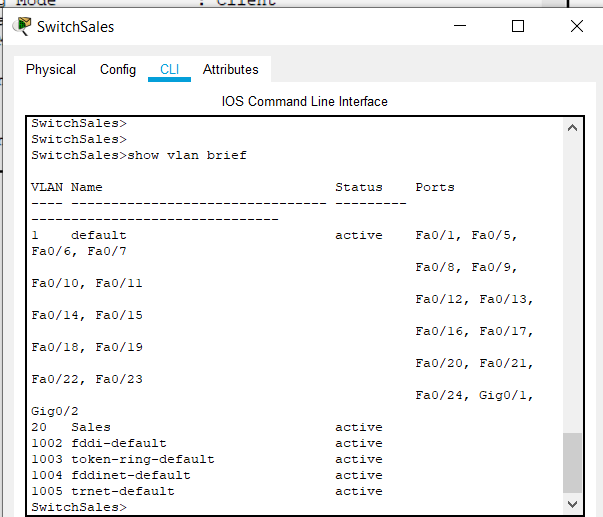 g Mode : Client
SwitchSales
Physical Config CLI Attributes
IOS Command Line Interface
SwitchSales>
SwitchSales>
SwitchSales>show vlan brief
VLAN Name Status Ports
---- -------------------------------- ---------
-------------------------------
1 default active Fa0/1, Fa0/5,
Fa0/6, Fa0/7
Fa0/8, Fa0/9,
Fa0/10, Fa0/11
Fa0/12, Fa0/13,
Fa0/14, Fa0/15
Fa0/16, Fa0/17,
Fa0/18, Fa0/19
Fa0/20, Fa0/21,
Fa0/22, Fa0/23
Fa0/24, Gig0/1,
Gig0/2
20 Sales active
1002 fddi-default active
1003 token-ring-default active
1004 fddinet-default active
1005 trnet-default active
SwitchSales>